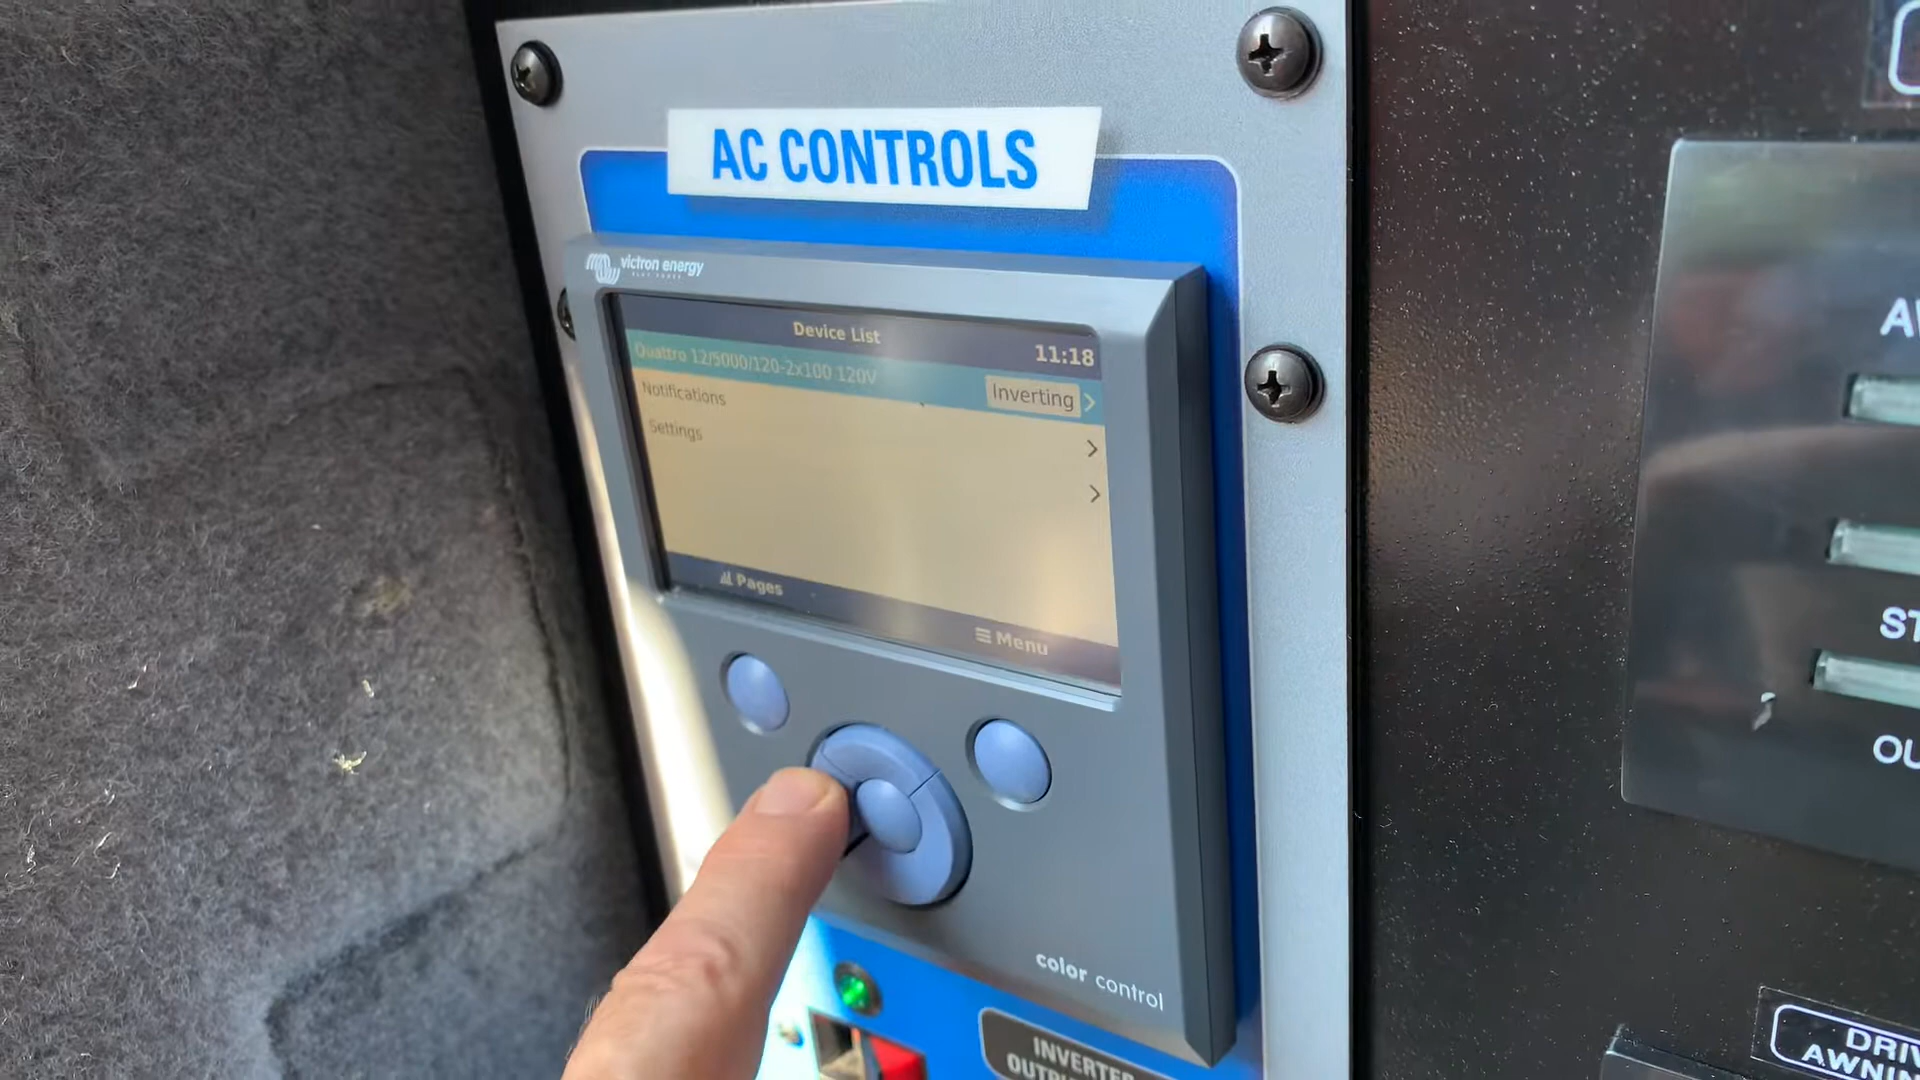 AC CONTROLS
victron energy
Device List
11:18
Quattro 12/5000/120-2x100 120V
Inverting
Notifications
Settings
Pages
Menu
color control
INVERTER